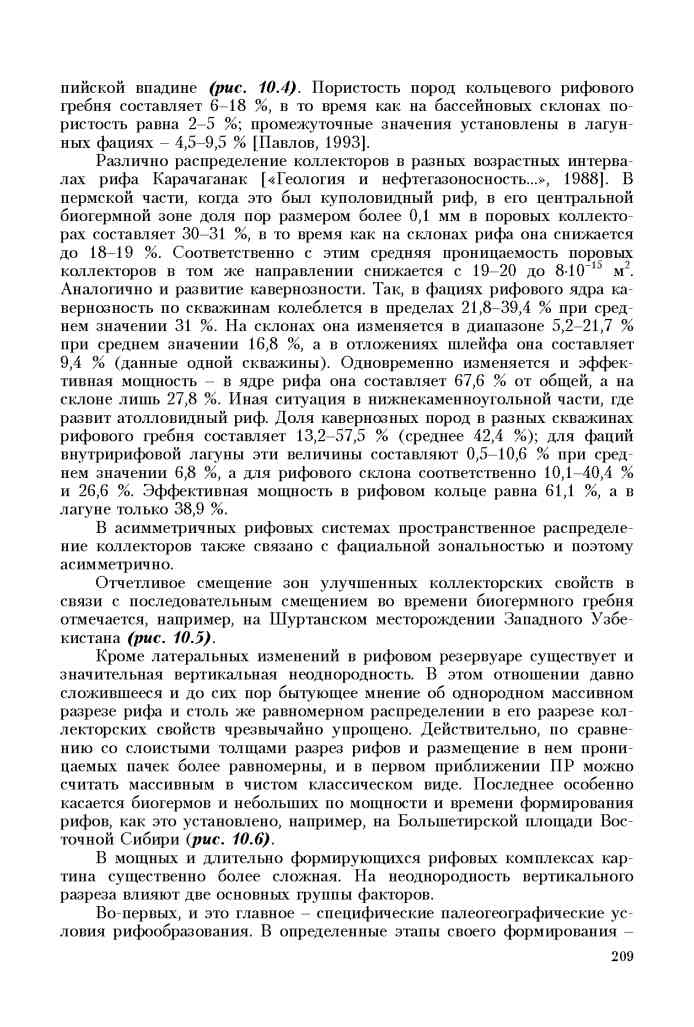 пийской впадине (рис. 10.4). Пористость пород кольцевого рифового
гребня составляет 6–18 %, в то время как на бассейновых склонах по-
ристость равна 2–5 %; промежуточные значения установлены в лагун-
ных фациях – 4,5–9,5 % [Павлов, 1993].
Различно распределение коллекторов в разных возрастных интерва-
лах рифа Карачаганак [«Геология и нефтегазоносность...», 1988]. В
пермской части, когда это был куполовидный риф, в его центральной
биогермной зоне доля пор размером более 0,1 мм в поровых коллекто-
рах составляет 30–31 %, в то время как на склонах рифа она снижается
до 18–19 %. Соответственно с этим средняя проницаемость поровых
коллекторов в том же направлении снижается с 19–20 до 8·10⁻¹⁵ м².
Аналогично и развитие кавернозности. Так, в фациях рифового ядра ка-
вернозность по скважинам колеблется в пределах 21,8–39,4 % при сред-
нем значении 31 %. На склонах она изменяется в диапазоне 5,2–21,7 %
при среднем значении 16,8 %, а в отложениях шлейфа она составляет
9,4 % (данные одной скважины). Одновременно изменяется и эффек-
тивная мощность – в ядре рифа она составляет 67,6 % от общей, а на
склоне лишь 27,8 %. Иная ситуация в нижнекаменноугольной части, где
развит атолловидный риф. Доля кавернозных пород в разных скважинах
рифового гребня составляет 13,2–57,5 % (среднее 42,4 %); для фаций
внутририфовой лагуны эти величины составляют 0,5–10,6 % при сред-
нем значении 6,8 %, а для рифового склона соответственно 10,1–40,4 %
и 26,6 %. Эффективная мощность в рифовом кольце равна 61,1 %, а в
лагуне только 38,9 %.
В асимметричных рифовых системах пространственное распределе-
ние коллекторов также связано с фациальной зональностью и поэтому
асимметрично.
Отчетливое смещение зон улучшенных коллекторских свойств в
связи с последовательным смещением во времени биогермного гребня
отмечается, например, на Шуртанском месторождении Западного Узбе-
кистана (рис. 10.5).
Кроме латеральных изменений в рифовом резервуаре существует и
значительная вертикальная неоднородность. В этом отношении давно
сложившееся и до сих пор бытующее мнение об однородном массивном
разрезе рифа и столь же равномерном распределении в его разрезе кол-
лекторских свойств чрезвычайно упрощено. Действительно, по сравне-
нию со слоистыми толщами разрез рифов и размещение в нем прони-
цаемых пачек более равномерны, и в первом приближении ПР можно
считать массивным в чистом классическом виде. Последнее особенно
касается биогермов и небольших по мощности и времени формирования
рифов, как это установлено, например, на Большетирской площади Вос-
точной Сибири (рис. 10.6).
В мощных и длительно формирующихся рифовых комплексах кар-
тина существенно более сложная. На неоднородность вертикального
разреза влияют две основных группы факторов.
Во-первых, и это главное – специфические палеогеографические ус-
ловия рифообразования. В определенные этапы своего формирования –
209